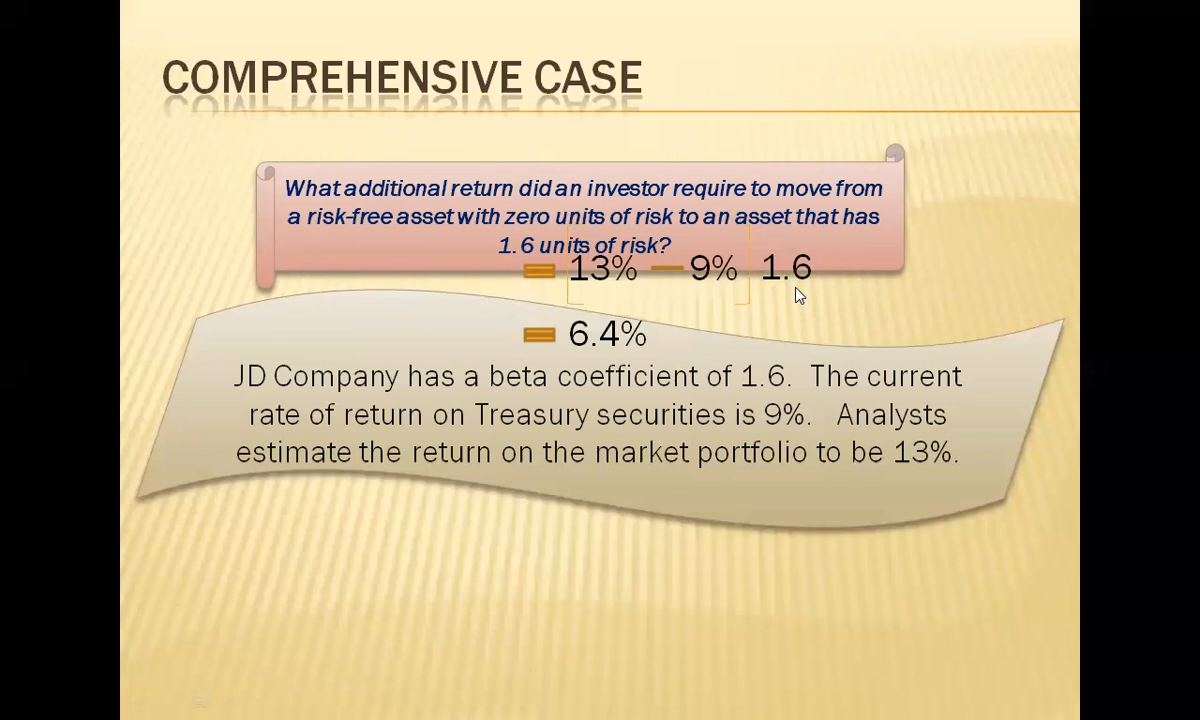 COMPREHENSIVE CASE
What additional return did an investor require to move from
a risk-free asset with zero units of risk to an asset that has
1.6 units of risk?
= [13% – 9%] 1.6
= 6.4%
JD Company has a beta coefficient of 1.6. The current
rate of return on Treasury securities is 9%. Analysts
estimate the return on the market portfolio to be 13%.